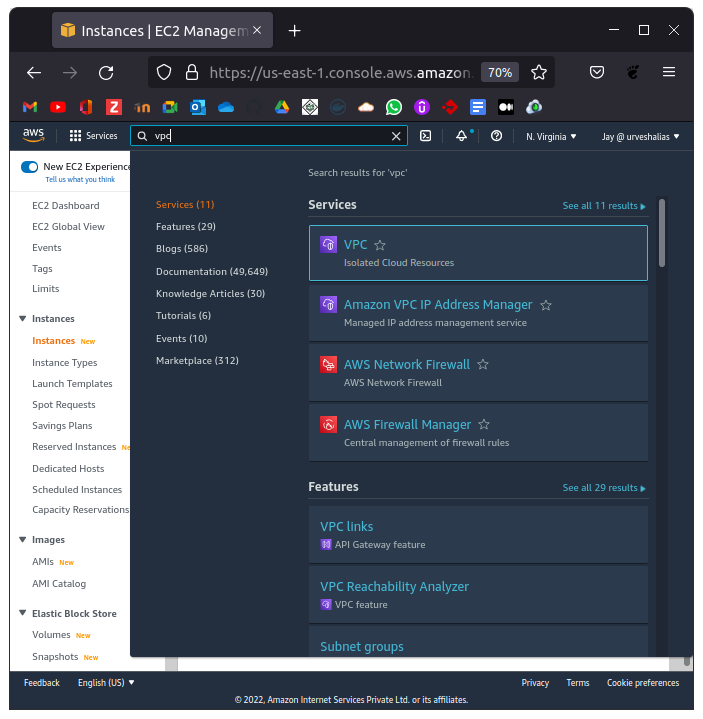 Instances | EC2 Managem
https://us-east-1.console.aws.amazon.
70%
aws
Services
vpc
N. Virginia
Jay @ urveshalias
New EC2 Experience
Tell us what you think
EC2 Dashboard
EC2 Global View
Events
Tags
Limits
Instances
Instances New
Instance Types
Launch Templates
Spot Requests
Savings Plans
Reserved Instances Ne
Dedicated Hosts
Scheduled Instances
Capacity Reservations
Images
AMIs New
AMI Catalog
Elastic Block Store
Volumes New
Snapshots New
Services (11)
Features (29)
Blogs (586)
Documentation (49,649)
Knowledge Articles (30)
Tutorials (6)
Events (10)
Marketplace (312)
Search results for 'vpc'
Services
See all 11 results
VPC
Isolated Cloud Resources
Amazon VPC IP Address Manager
Managed IP address management service
AWS Network Firewall
AWS Network Firewall
AWS Firewall Manager
Central management of firewall rules
Features
See all 29 results
VPC links
API Gateway feature
VPC Reachability Analyzer
VPC feature
Subnet groups
Feedback
English (US)
Privacy
Terms
Cookie preferences
© 2022, Amazon Internet Services Private Ltd. or its affiliates.